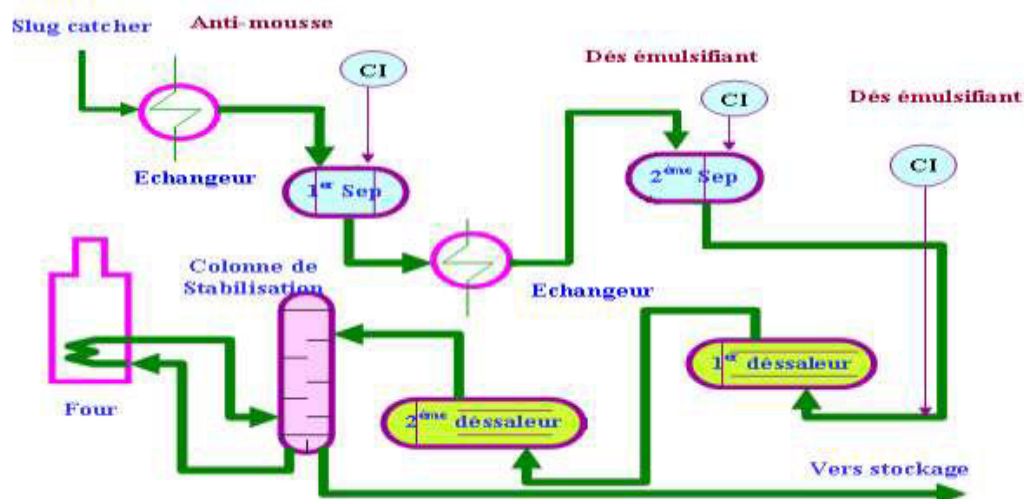 Slug catcher
Anti-mousse
CI
Dés émulsifiant
CI
Dés émulsifiant
CI
Echangeur
1er Sep
2ème Sep
Colonne de
Stabilisation
Echangeur
1er déssaleur
Four
2ème déssaleur
Vers stockage